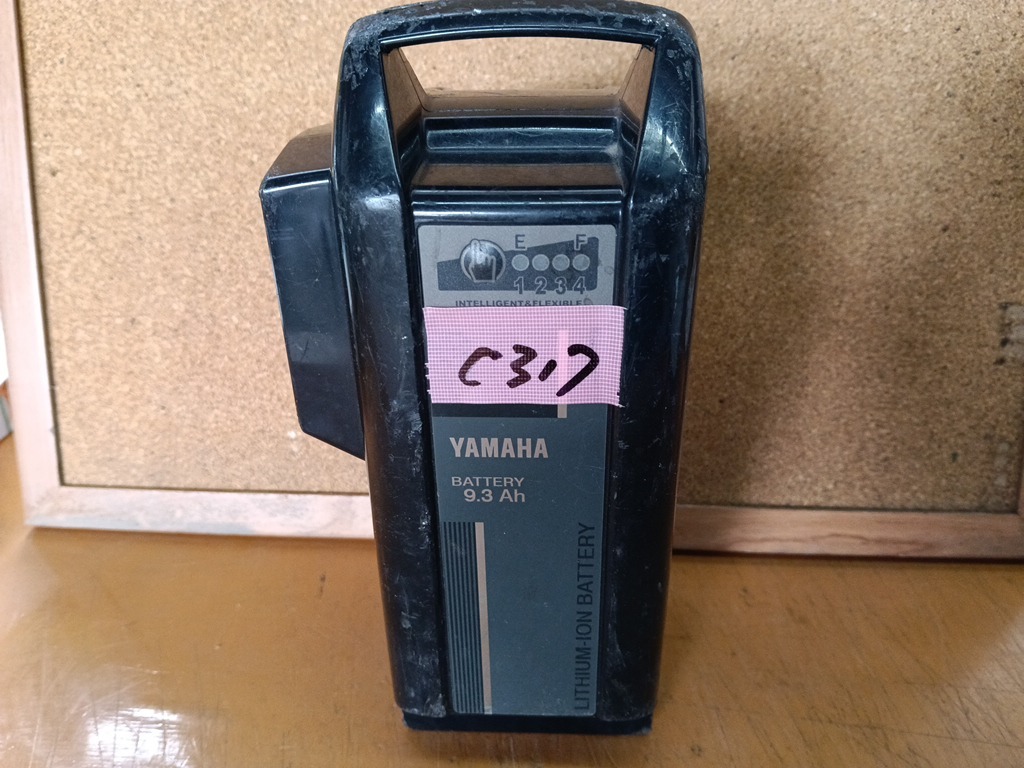 E F
1 2 3 4
INTELLIGENT&FLEXIBLE
C317
YAMAHA
BATTERY
9.3 Ah
LITHIUM-ION BATTERY